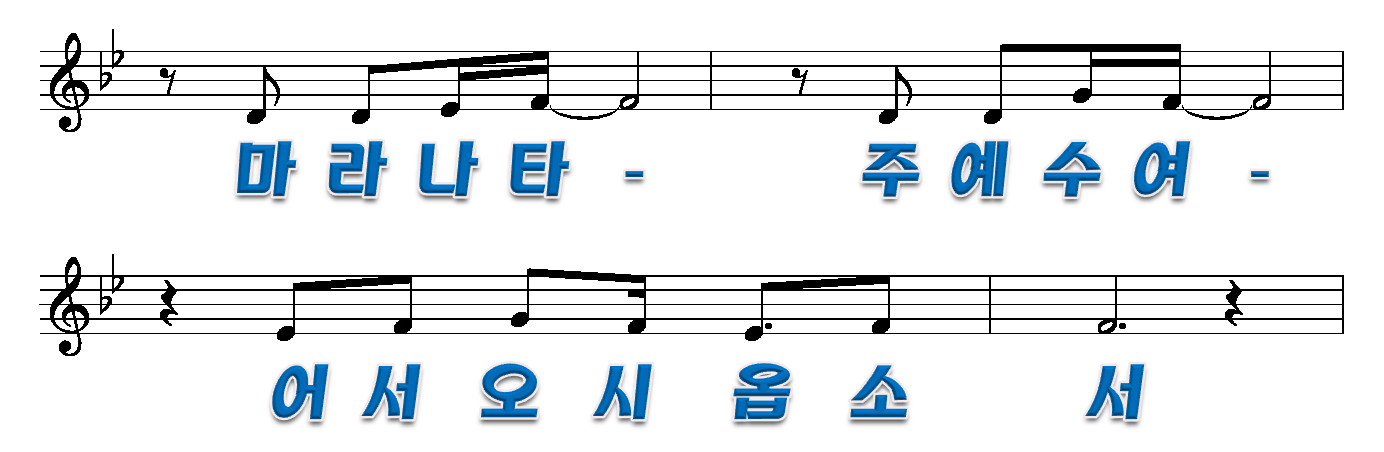 마 라 나 타 - 주 예 수 여 -
어 서 오 시 옵 소 서